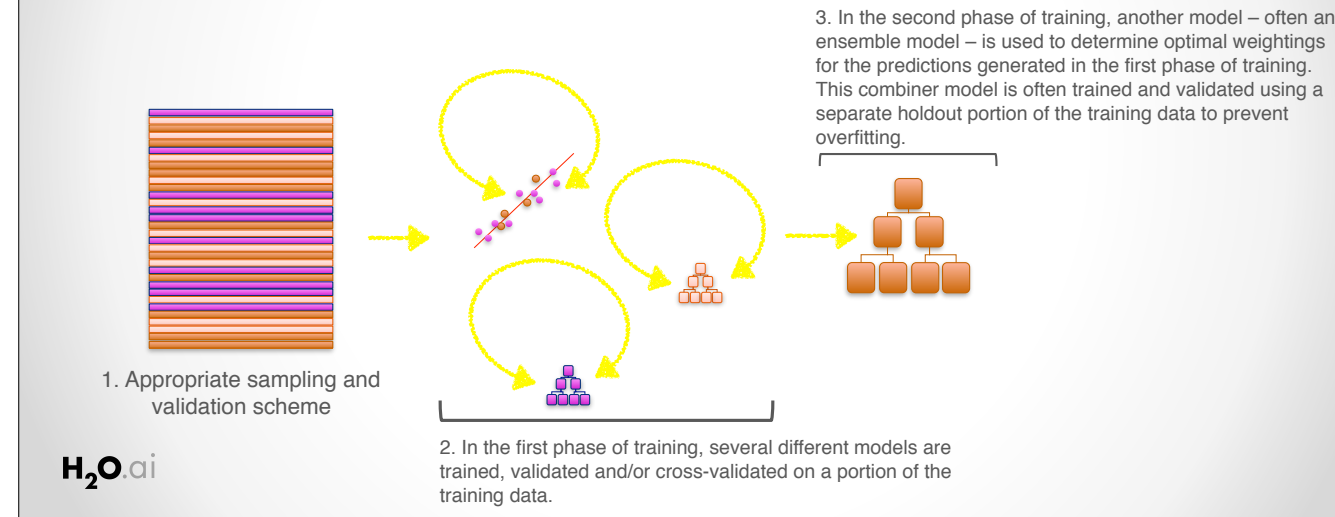 1. Appropriate sampling and
validation scheme
2. In the first phase of training, several different models are
trained, validated and/or cross-validated on a portion of the
training data.
3. In the second phase of training, another model – often an
ensemble model – is used to determine optimal weightings
for the predictions generated in the first phase of training.
This combiner model is often trained and validated using a
separate holdout portion of the training data to prevent
overfitting.
H2O.ai